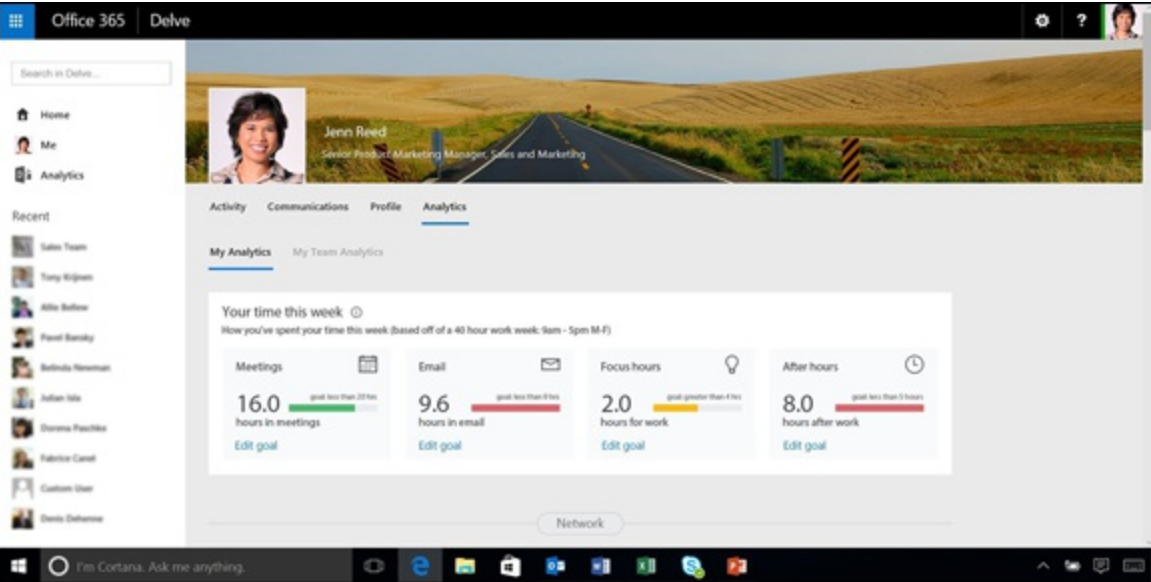 Office 365
Delve
?
Search in Delve...
Home
Me
Analytics
Recent
Sales Team
Tony Krijnen
Allie Bellew
Pavel Bansky
Belinda Newman
Julian Isla
Dorena Paschke
Fabrice Canel
Custom User
Denis Dehenne
Jenn Reed
Senior Product Marketing Manager, Sales and Marketing
Activity Communications Profile Analytics
My Analytics My Team Analytics
Your time this week
How you've spent your time this week (based off of a 40 hour work week: 9am - 5pm M-F)
Meetings
16.0
goal: less than 20 hrs
hours in meetings
Edit goal
Email
9.6
goal: less than 8 hrs
hours in email
Edit goal
Focus hours
2.0
goal: greater than 4 hrs
hours for work
Edit goal
After hours
8.0
goal: less than 5 hours
hours after work
Edit goal
Network
I'm Cortana. Ask me anything.